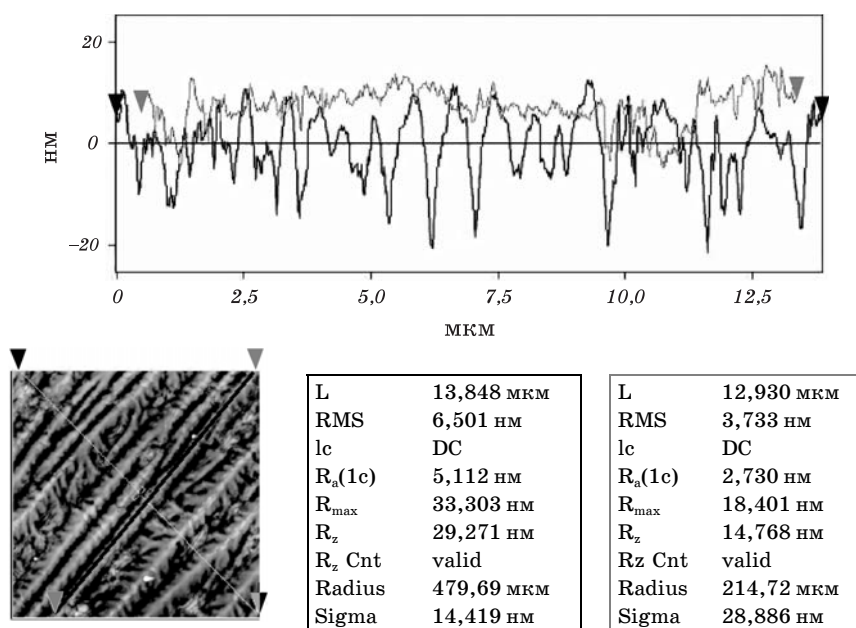 20
0
−20
НМ
0
2,5
5,0
7,5
10,0
12,5
МКМ
L 13,848 МКМ
RMS 6,501 НМ
lc DC
Rₐ(1c) 5,112 НМ
Rmax 33,303 НМ
Rz 29,271 НМ
Rz Cnt valid
Radius 479,69 МКМ
Sigma 14,419 НМ
L 12,930 МКМ
RMS 3,733 НМ
lc DC
Rₐ(1c) 2,730 НМ
Rmax 18,401 НМ
Rz 14,768 НМ
Rz Cnt valid
Radius 214,72 МКМ
Sigma 28,886 НМ